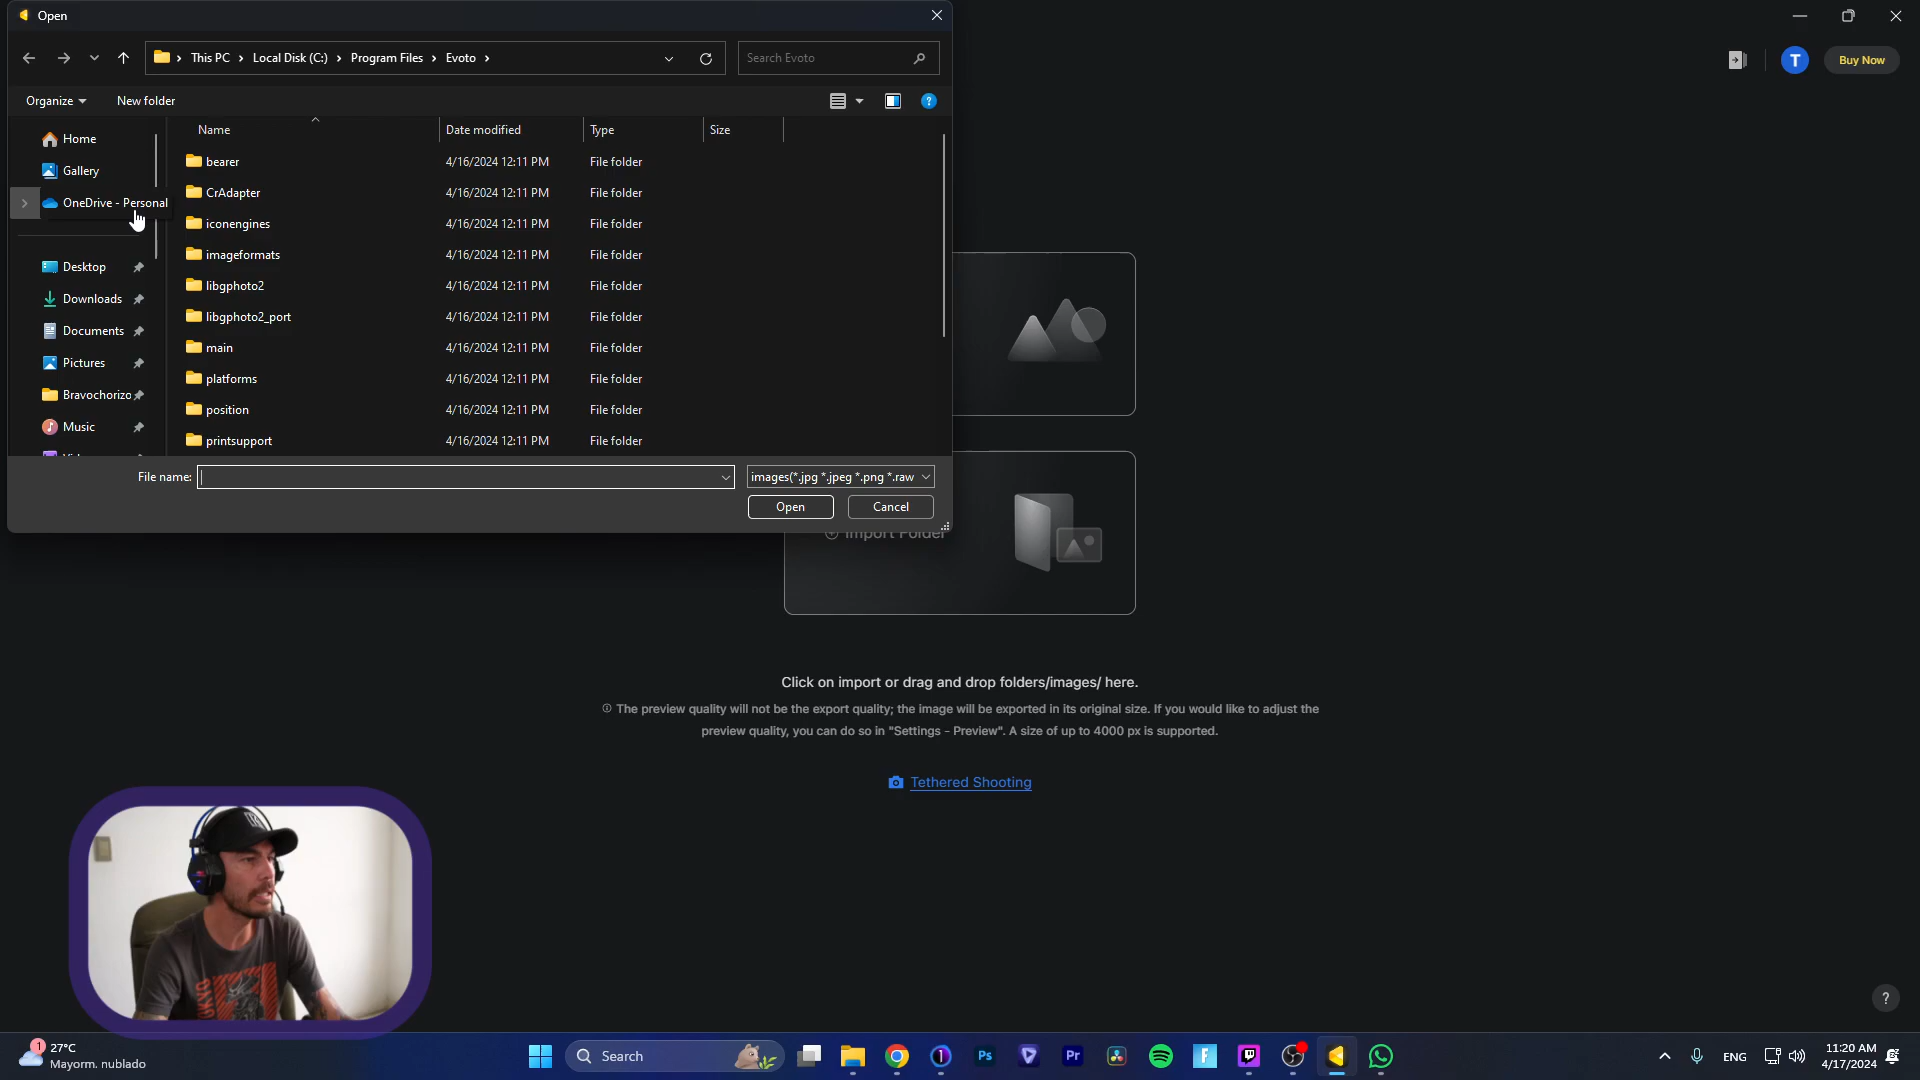 Open
This PC > Local Disk (C:) > Program Files > Evoto >
Search Evoto
T
Buy Now
Organize
New folder
?
Name
Date modified
Type
Size
Home
Gallery
OneDrive - Personal
Desktop
Downloads
Documents
Pictures
Bravochorizo
Music
bearer 4/16/2024 12:11 PM File folder
CrAdapter 4/16/2024 12:11 PM File folder
iconengines 4/16/2024 12:11 PM File folder
imageformats 4/16/2024 12:11 PM File folder
libgphoto2 4/16/2024 12:11 PM File folder
libgphoto2_port 4/16/2024 12:11 PM File folder
main 4/16/2024 12:11 PM File folder
platforms 4/16/2024 12:11 PM File folder
position 4/16/2024 12:11 PM File folder
printsupport 4/16/2024 12:11 PM File folder
File name:
images(*.jpg *.jpeg *.png *.raw
Open
Cancel
Import Folder
Click on import or drag and drop folders/images/ here.
The preview quality will not be the export quality; the image will be exported in its original size. If you would like to adjust the
preview quality, you can do so in "Settings - Preview". A size of up to 4000 px is supported.
Tethered Shooting
?
1
27°C
Mayorm. nublado
Search
Ps
Pr
ENG
11:20 AM
4/17/2024